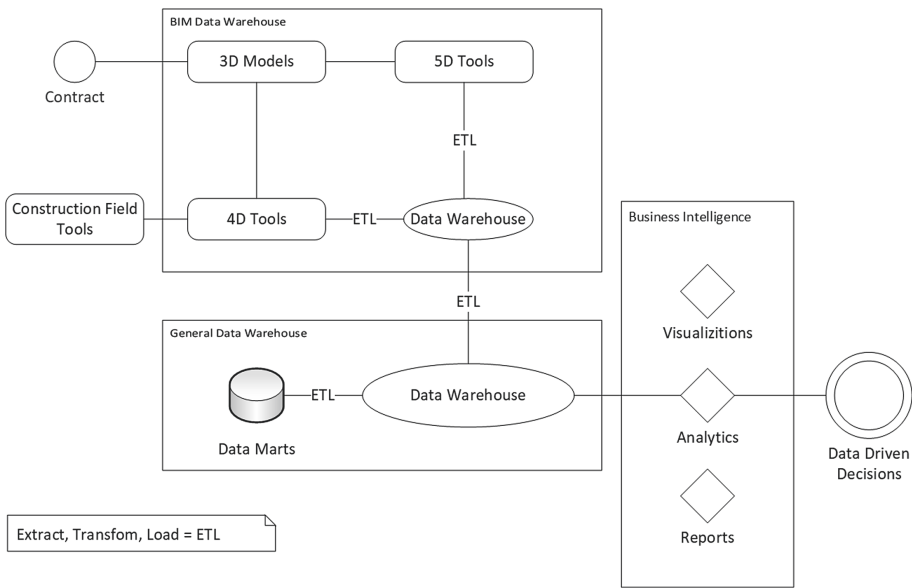 BIM Data Warehouse
3D Models
5D Tools
Contract
ETL
Construction Field
Tools
4D Tools
ETL
Data Warehouse
Business Intelligence
ETL
Visualizitions
General Data Warehouse
ETL
Data Warehouse
Data Marts
Analytics
Data Driven
Decisions
Reports
Extract, Transfom, Load = ETL